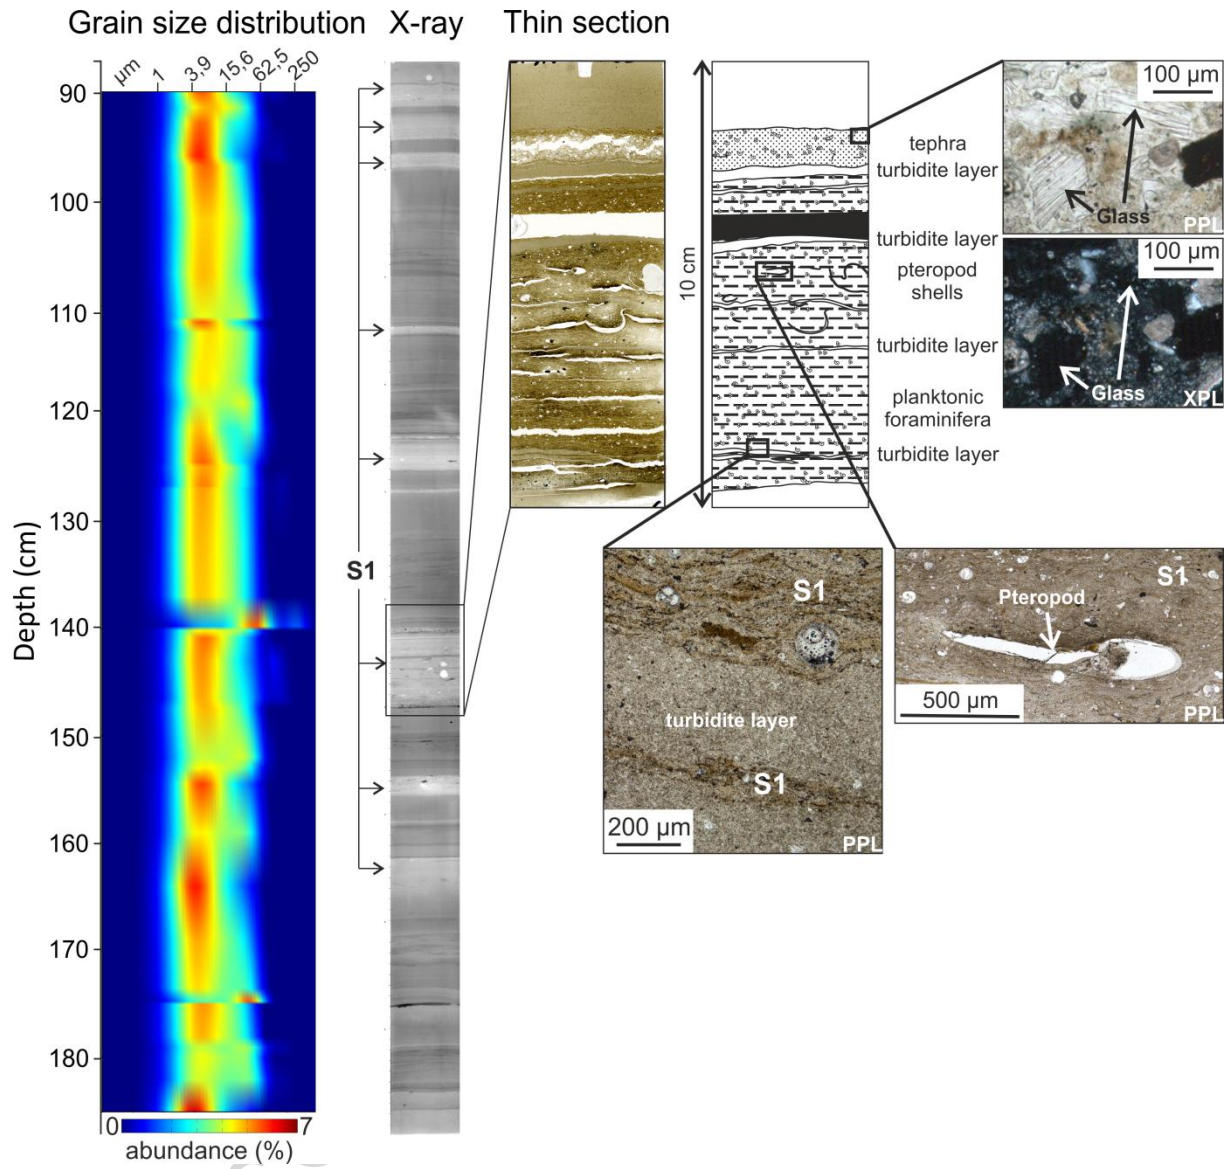 Grain size distribution
X-ray
Thin section
µm
1
3,9
15,6
62,5
250
90
100
110
120
130
140
150
160
170
180
Depth (cm)
0
7
abundance (%)
S1
10 cm
tephra
turbidite layer
turbidite layer
pteropod
shells
turbidite layer
planktonic
foraminifera
turbidite layer
100 µm
Glass
PPL
100 µm
Glass
XPL
S1
turbidite layer
S1
200 µm
PPL
S1
Pteropod
500 µm
PPL